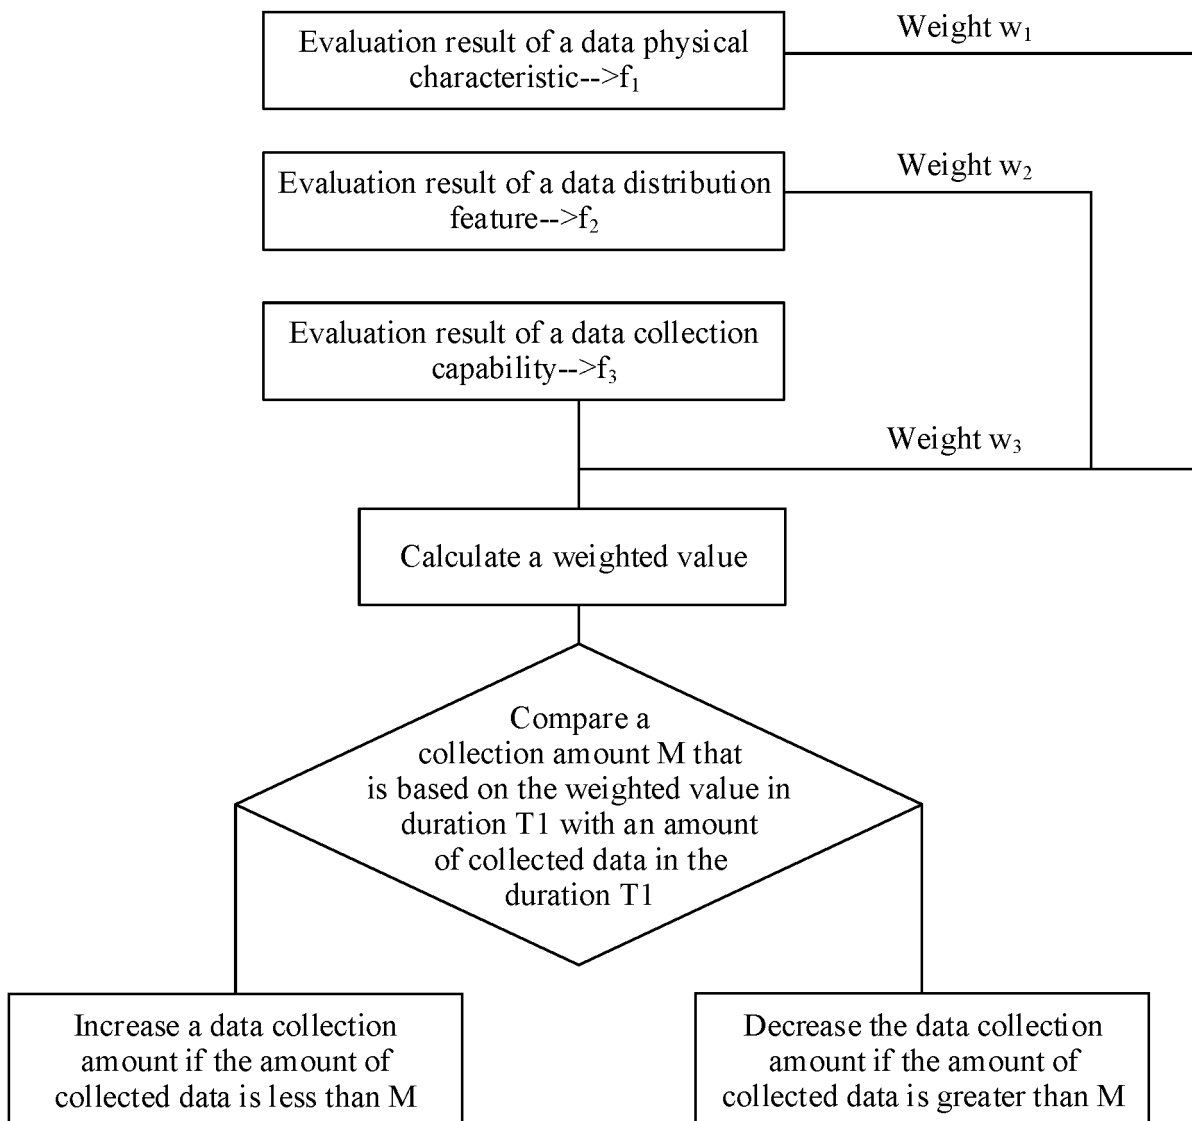 Evaluation result of a data physical
characteristic-->f₁
Weight w₁
Evaluation result of a data distribution
feature-->f₂
Weight w₂
Evaluation result of a data collection
capability-->f₃
Weight w₃
Calculate a weighted value
Compare a
collection amount M that
is based on the weighted value in
duration T1 with an amount
of collected data in the
duration T1
Increase a data collection
amount if the amount of
collected data is less than M
Decrease the data collection
amount if the amount of
collected data is greater than M